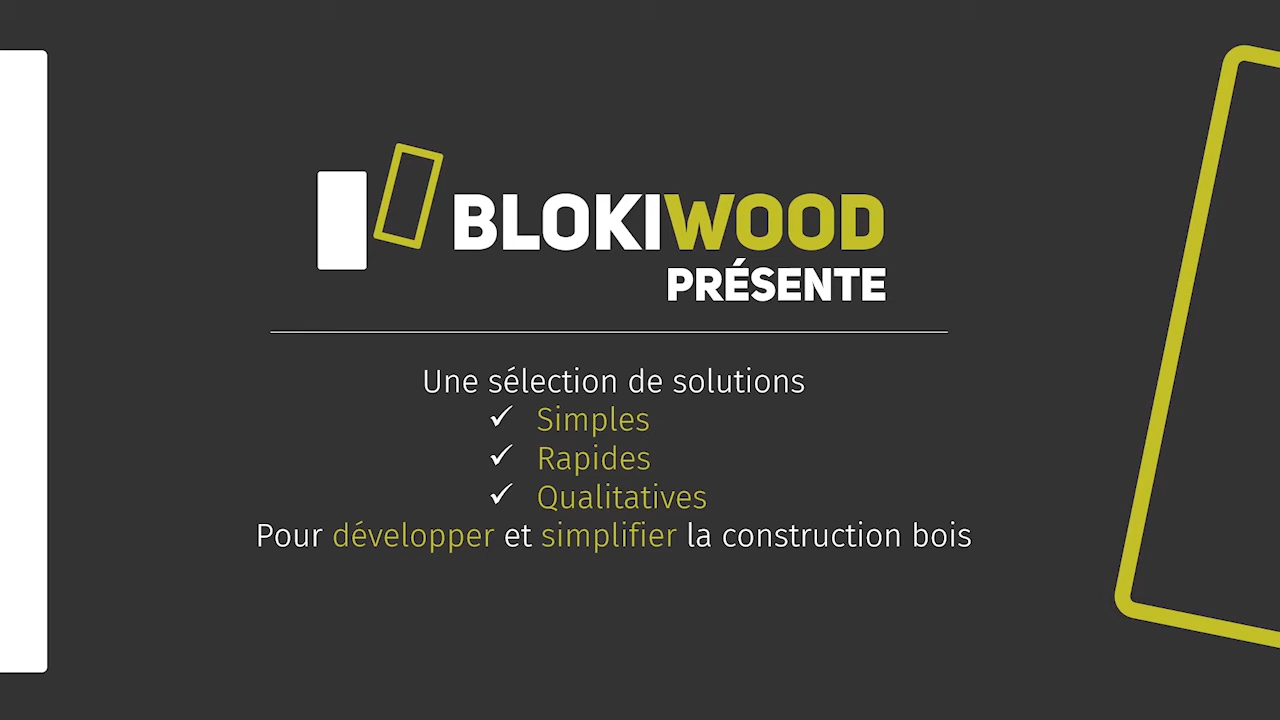 BLOKIWOOD
PRÉSENTE
Une sélection de solutions
✓ Simples
✓ Rapides
✓ Qualitatives
Pour développer et simplifier la construction bois